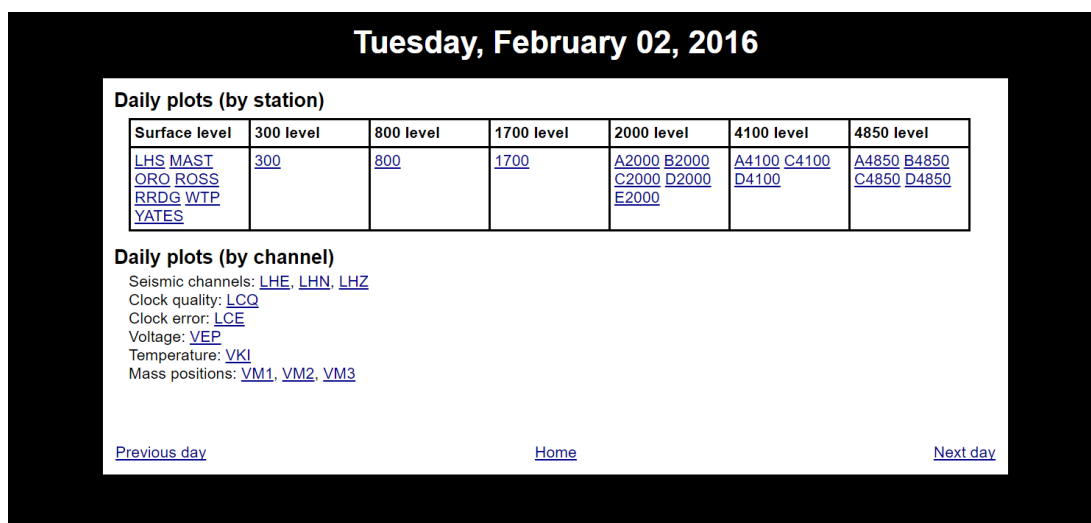 Tuesday, February 02, 2016
Daily plots (by station)
Surface level 300 level 800 level 1700 level 2000 level 4100 level 4850 level
LHS MAST 300 800 1700 A2000 B2000 A4100 C4100 A4850 B4850
ORO ROSS C2000 D2000 D4100 C4850 D4850
RRDG WTP E2000
YATES
Daily plots (by channel)
Seismic channels: LHE, LHN, LHZ
Clock quality: LCQ
Clock error: LCE
Voltage: VEP
Temperature: VKI
Mass positions: VM1, VM2, VM3
Previous day Home Next day